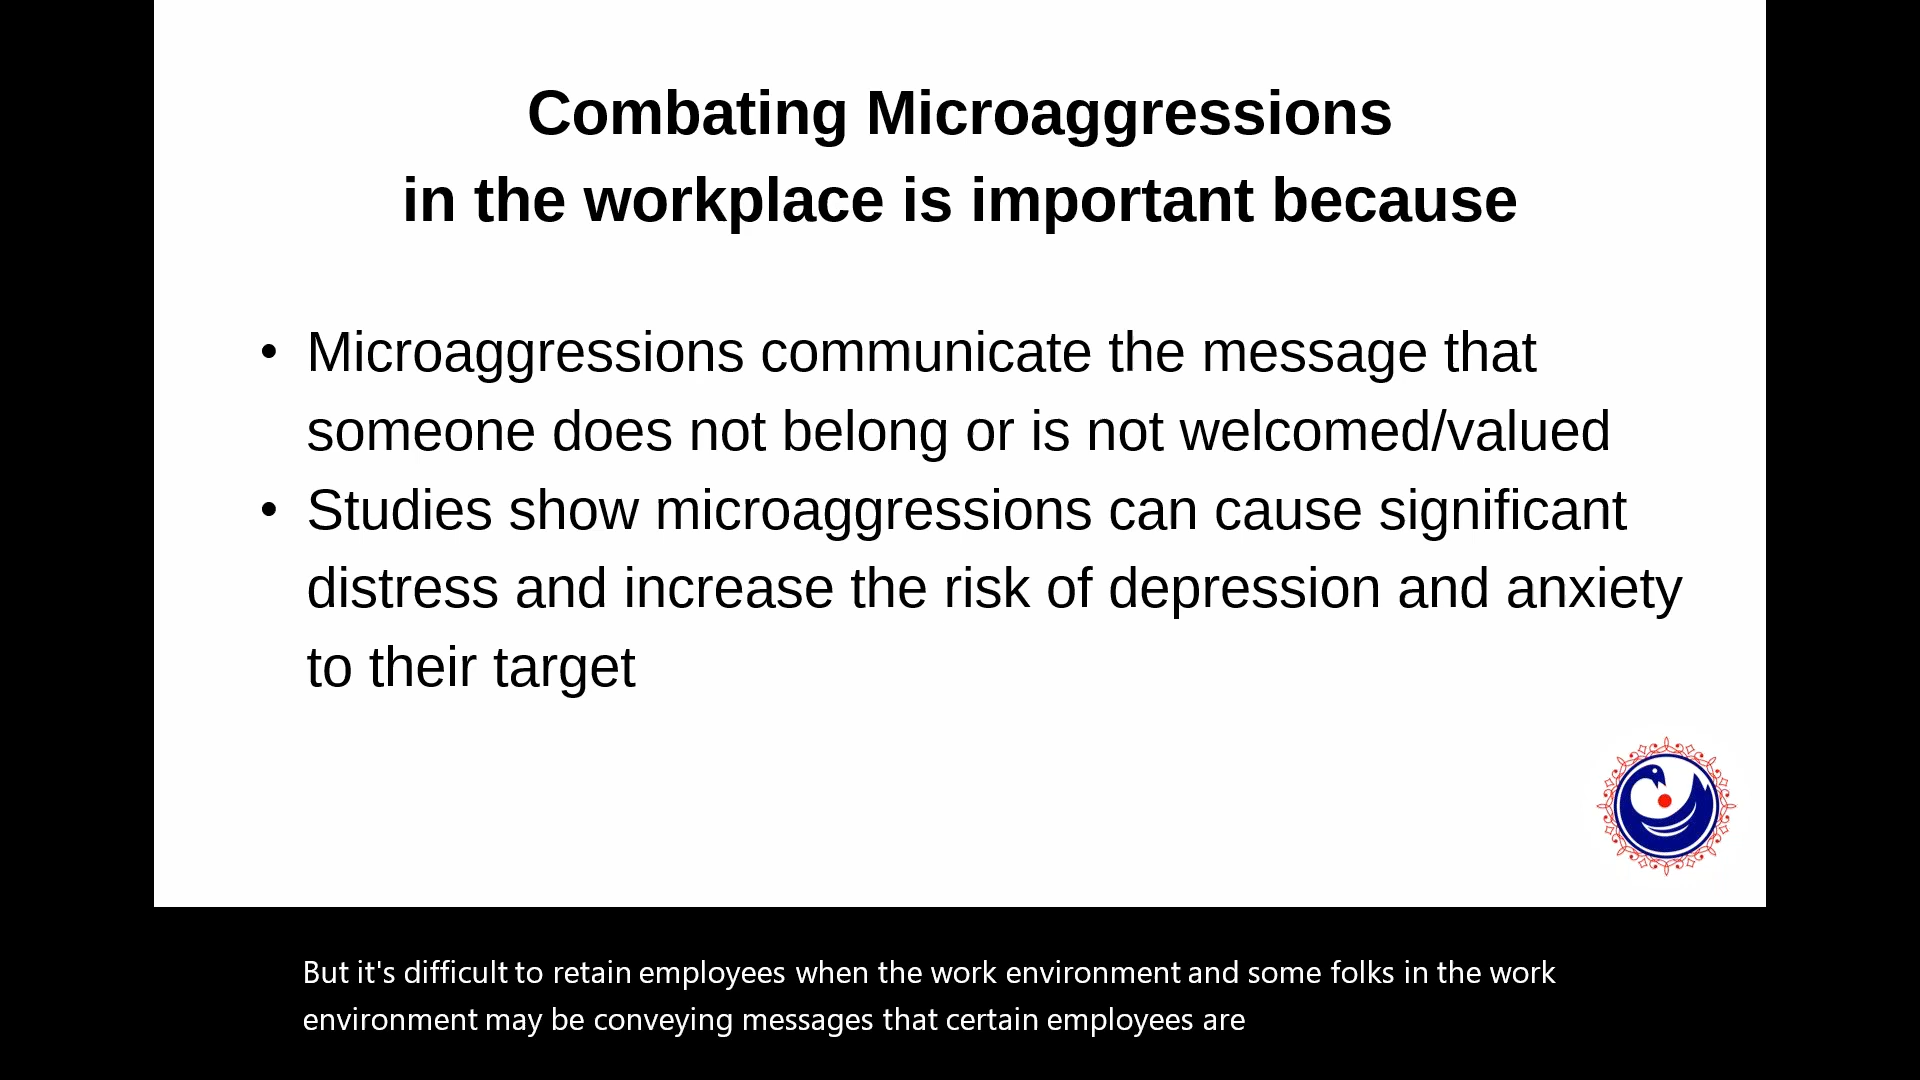 Combating Microaggressions
in the workplace is important because
• Microaggressions communicate the message that
someone does not belong or is not welcomed/valued
• Studies show microaggressions can cause significant
distress and increase the risk of depression and anxiety
to their target
But it's difficult to retain employees when the work environment and some folks in the work
environment may be conveying messages that certain employees are